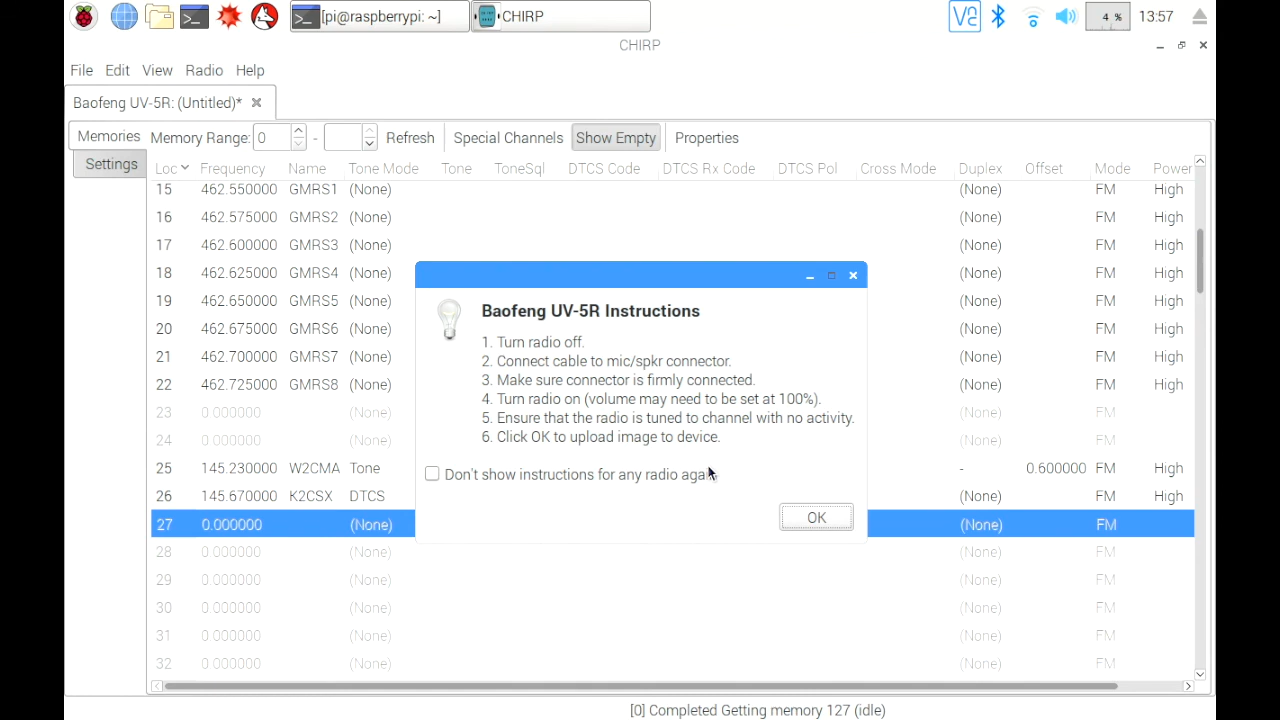 [pi@raspberrypi: ~] CHIRP V2 4 % 13:57
CHIRP
File Edit View Radio Help
Baofeng UV-5R: (Untitled)*
Memories Memory Range: 0 - Refresh Special Channels Show Empty Properties
Settings
Loc Frequency Name Tone Mode Tone ToneSql DTCS Code DTCS Rx Code DTCS Pol Cross Mode Duplex Offset Mode Power
15 462.550000 GMRS1 (None) (None) FM High
16 462.575000 GMRS2 (None) (None) FM High
17 462.600000 GMRS3 (None) (None) FM High
18 462.625000 GMRS4 (None) (None) FM High
19 462.650000 GMRS5 (None) (None) FM High
20 462.675000 GMRS6 (None) (None) FM High
21 462.700000 GMRS7 (None) (None) FM High
22 462.725000 GMRS8 (None) (None) FM High
23 0.000000 (None) (None) FM
24 0.000000 (None) (None) FM
25 145.230000 W2CMA Tone - 0.600000 FM High
26 145.670000 K2CSX DTCS (None) FM High
27 0.000000 (None) (None) FM
28 0.000000 (None) (None) FM
29 0.000000 (None) (None) FM
30 0.000000 (None) (None) FM
31 0.000000 (None) (None) FM
32 0.000000 (None) (None) FM
Baofeng UV-5R Instructions
1. Turn radio off.
2. Connect cable to mic/spkr connector.
3. Make sure connector is firmly connected.
4. Turn radio on (volume may need to be set at 100%).
5. Ensure that the radio is tuned to channel with no activity.
6. Click OK to upload image to device.
Don't show instructions for any radio again
OK
[0] Completed Getting memory 127 (idle)